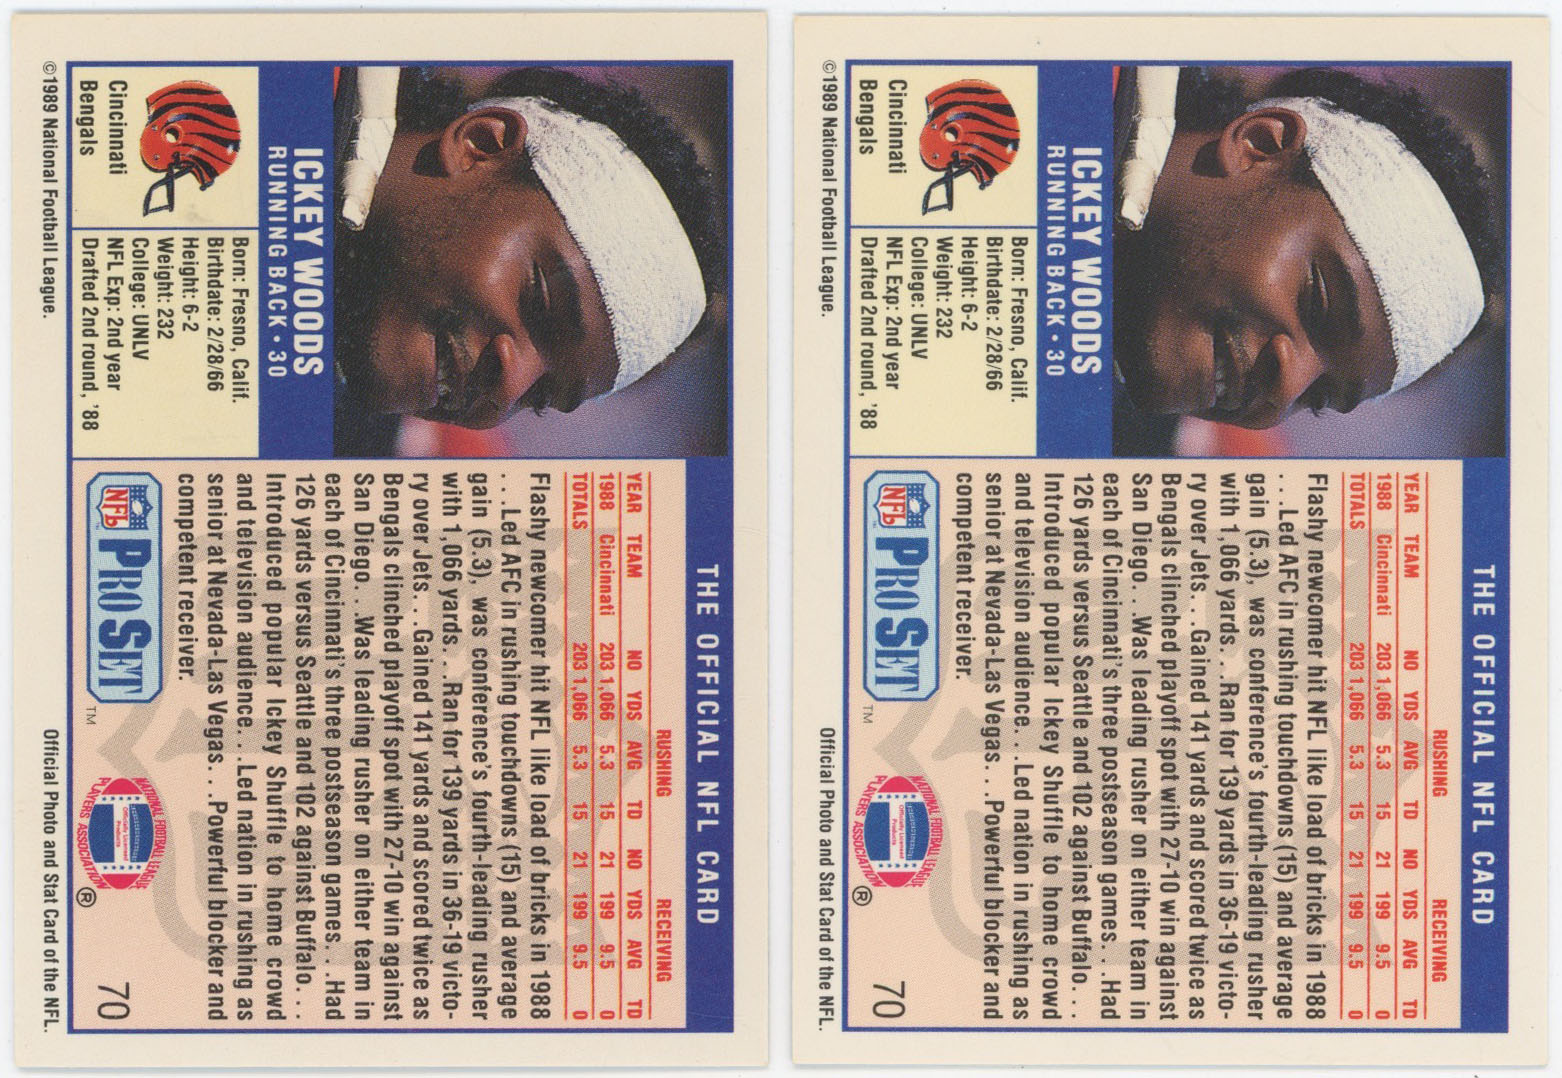 ICKEY WOODS
RUNNING BACK • 30
Cincinnati
Bengals
Born: Fresno, Calif.
Birthdate: 2/28/66
Height: 6-2
Weight: 232
College: UNLV
NFL Exp: 2nd year
Drafted 2nd round, '88
©1989 National Football League.
THE OFFICIAL NFL CARD
RUSHING RECEIVING
YEAR TEAM NO YDS AVG TD NO YDS AVG TD
1988 Cincinnati 203 1,066 5.3 15 21 199 9.5 0
TOTALS 203 1,066 5.3 15 21 199 9.5 0
Flashy newcomer hit NFL like load of bricks in 1988
. . .Led AFC in rushing touchdowns (15) and average
gain (5.3), was conference's fourth-leading rusher
with 1,066 yards. . .Ran for 139 yards in 36-19 victo-
ry over Jets. . .Gained 141 yards and scored twice as
Bengals clinched playoff spot with 27-10 win against
San Diego. . .Was leading rusher on either team in
each of Cincinnati's three postseason games. . .Had
126 yards versus Seattle and 102 against Buffalo. . .
Introduced popular Ickey Shuffle to home crowd
and television audience. . .Led nation in rushing as
senior at Nevada-Las Vegas. . .Powerful blocker and
competent receiver.
NFL PRO SET TM
NATIONAL FOOTBALL LEAGUE
PLAYERS ASSOCIATION
Officially Licensed
Products
®
70
Official Photo and Stat Card of the NFL.
ICKEY WOODS
RUNNING BACK • 30
Cincinnati
Bengals
Born: Fresno, Calif.
Birthdate: 2/28/66
Height: 6-2
Weight: 232
College: UNLV
NFL Exp: 2nd year
Drafted 2nd round, '88
©1989 National Football League.
THE OFFICIAL NFL CARD
RUSHING RECEIVING
YEAR TEAM NO YDS AVG TD NO YDS AVG TD
1988 Cincinnati 203 1,066 5.3 15 21 199 9.5 0
TOTALS 203 1,066 5.3 15 21 199 9.5 0
Flashy newcomer hit NFL like load of bricks in 1988
. . .Led AFC in rushing touchdowns (15) and average
gain (5.3), was conference's fourth-leading rusher
with 1,066 yards. . .Ran for 139 yards in 36-19 victo-
ry over Jets. . .Gained 141 yards and scored twice as
Bengals clinched playoff spot with 27-10 win against
San Diego. . .Was leading rusher on either team in
each of Cincinnati's three postseason games. . .Had
126 yards versus Seattle and 102 against Buffalo. . .
Introduced popular Ickey Shuffle to home crowd
and television audience. . .Led nation in rushing as
senior at Nevada-Las Vegas. . .Powerful blocker and
competent receiver.
NFL PRO SET TM
NATIONAL FOOTBALL LEAGUE
PLAYERS ASSOCIATION
Officially Licensed
Products
®
70
Official Photo and Stat Card of the NFL.